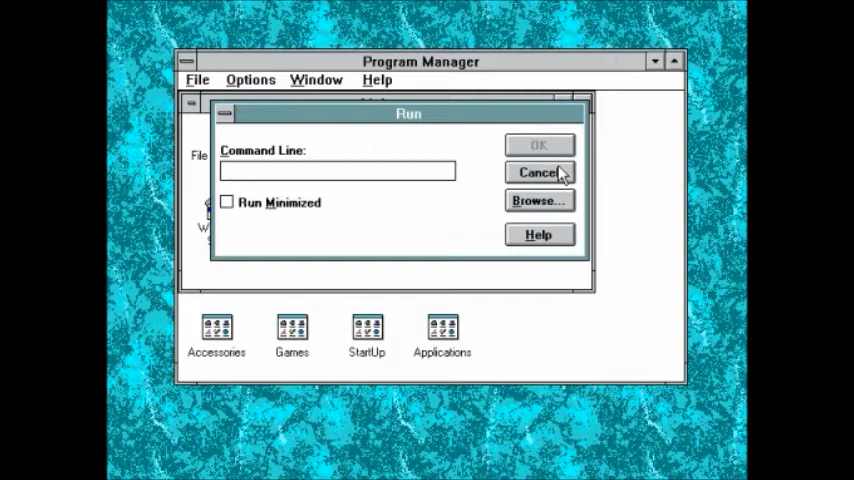 Program Manager
File Options Window Help
Run
Command Line:
OK
File
Cancel
Browse...
Run Minimized
Help
Accessories Games StartUp Applications